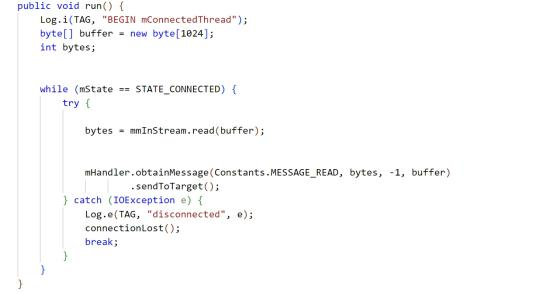 public void run() {
    Log.i(TAG, "BEGIN mConnectedThread");
    byte[] buffer = new byte[1024];
    int bytes;
    while (mState == STATE_CONNECTED) {
        try {
            bytes = mmInStream.read(buffer);
            mHandler.obtainMessage(Constants.MESSAGE_READ, bytes, -1, buffer)
                    .sendToTarget();
        } catch (IOException e) {
            Log.e(TAG, "disconnected", e);
            connectionLost();
            break;
        }
    }
}